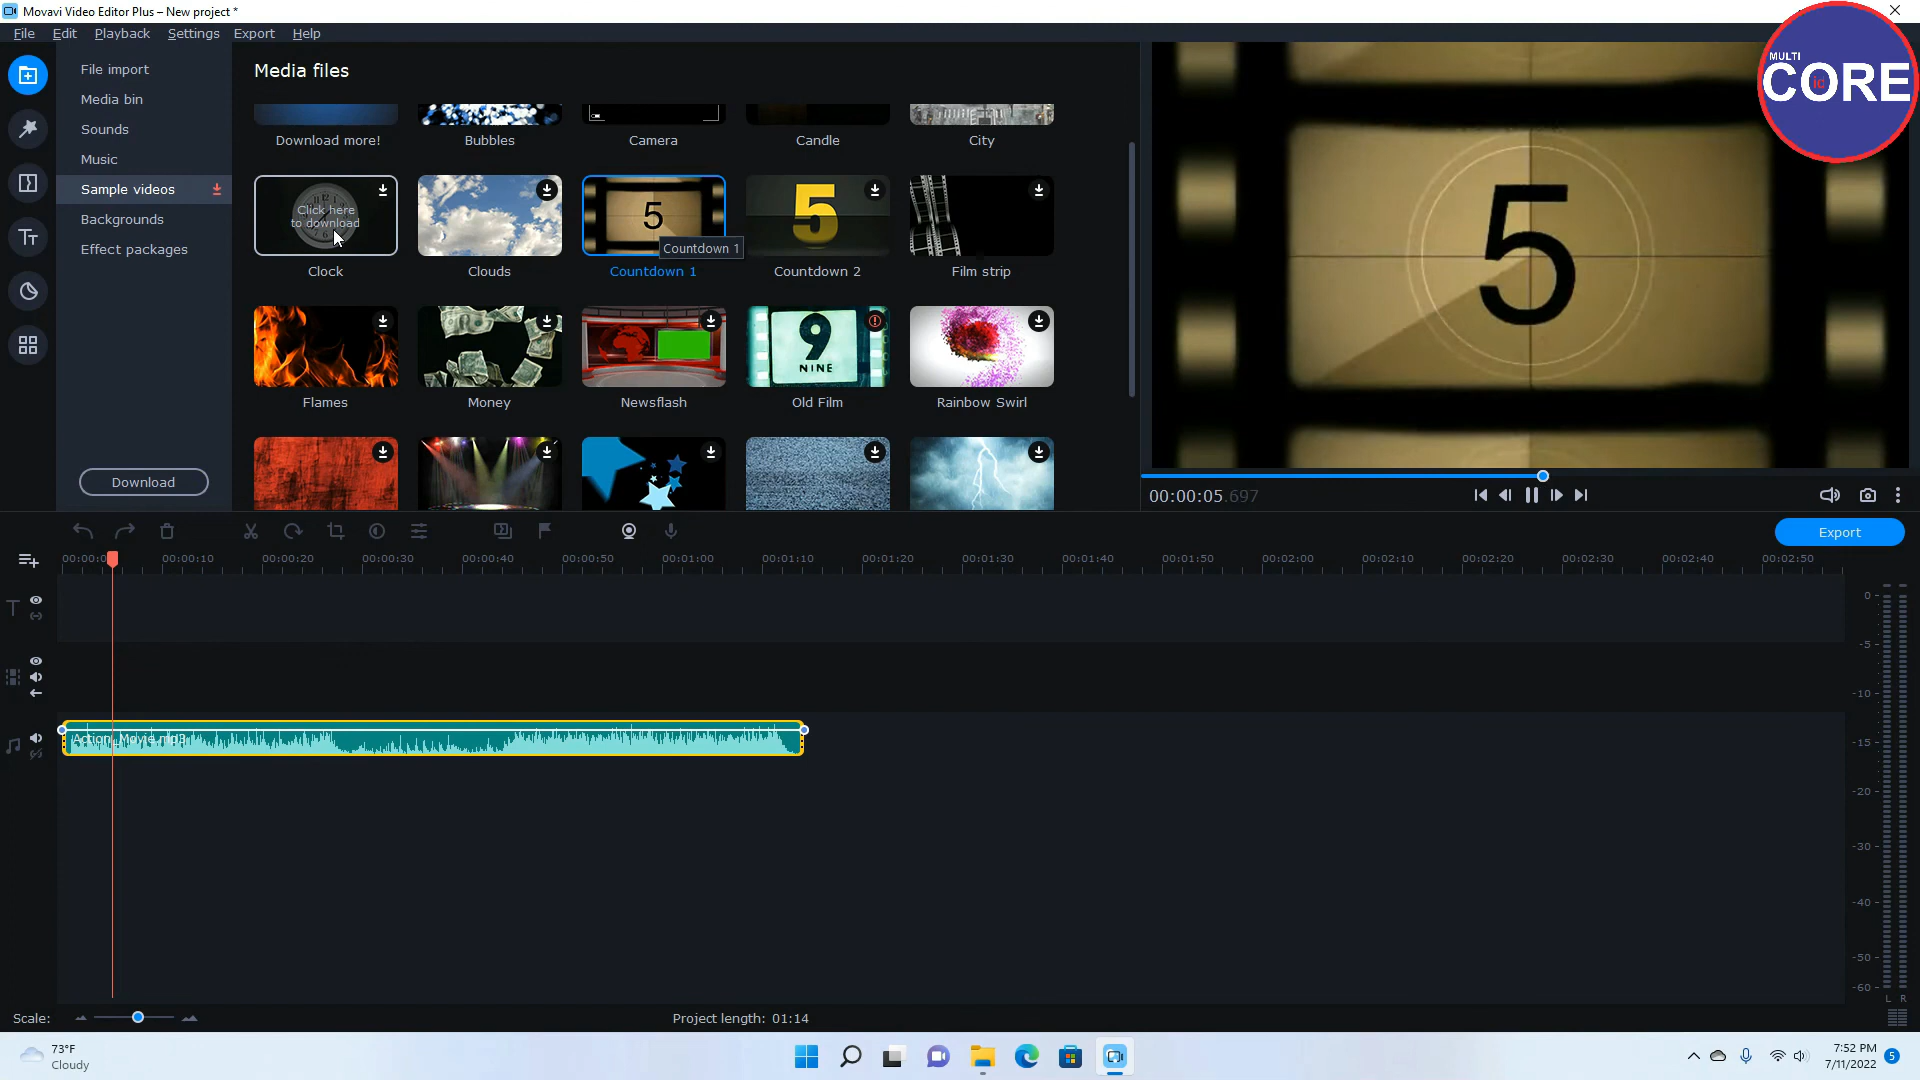 Movavi Video Editor Plus – New project *
File Edit Playback Settings Export Help
MULTI
CORE
ic
File import
Media bin
Sounds
Music
Sample videos
Backgrounds
Effect packages
Download
Media files
Download more! Bubbles Camera Candle City
Click here
to download
5
5
Countdown 1
Clock Clouds Countdown 1 Countdown 2 Film strip
9
NINE
Flames Money Newsflash Old Film Rainbow Swirl
5
00:00:05.697
Export
00:00:0 00:00:10 00:00:20 00:00:30 00:00:40 00:00:50 00:01:00 00:01:10 00:01:20 00:01:30 00:01:40 00:01:50 00:02:00 00:02:10 00:02:20 00:02:30 00:02:40 00:02:50
Action_Movie.mp3
0
-5
-10
-15
-20
-30
-40
-50
-60
L R
Scale:
Project length: 01:14
73°F
Cloudy
7:52 PM
7/11/2022
5